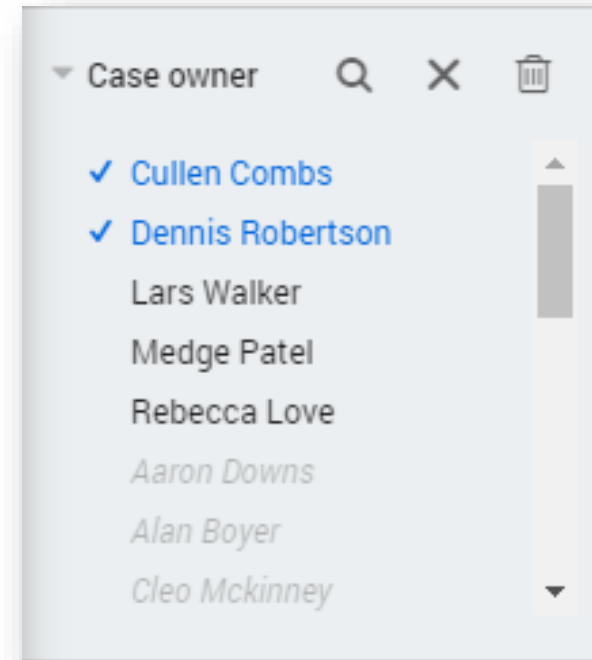 Case owner
Cullen Combs
Dennis Robertson
Lars Walker
Medge Patel
Rebecca Love
Aaron Downs
Alan Boyer
Cleo Mckinney